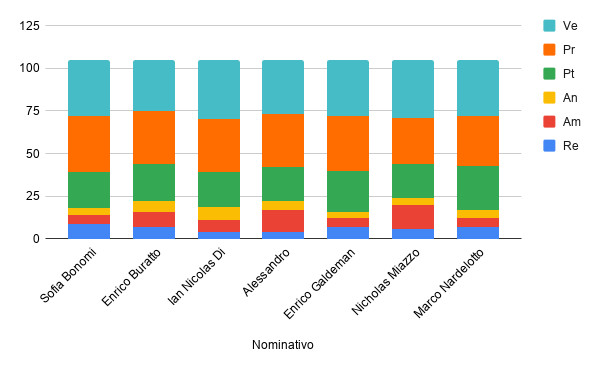 125
100
75
50
25
0
Ve
Pr
Pt
An
Am
Re
Sofia Bonomi
Enrico Buratto
Ian Nicolas Di
Alessandro
Enrico Galdeman
Nicholas Miazzo
Marco Nardelotto
Nominativo